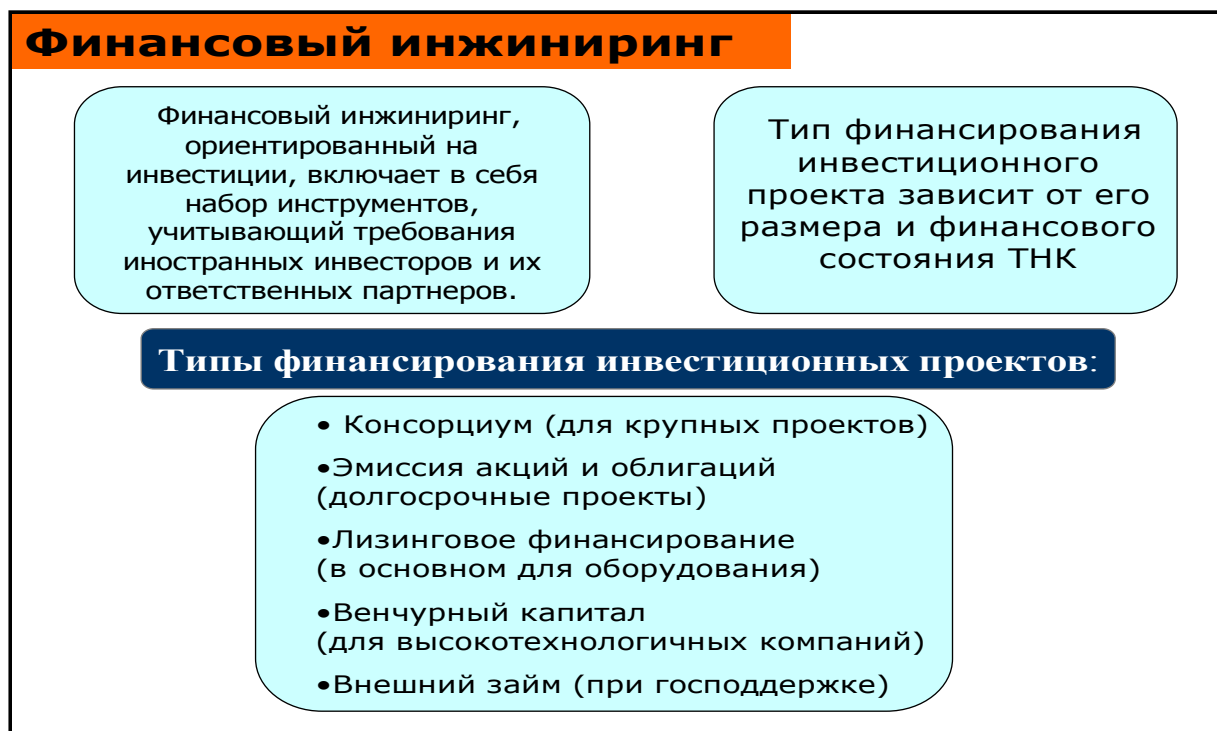 Финансовый инжиниринг
Финансовый инжиниринг,
ориентированный на
инвестиции, включает в себя
набор инструментов,
учитывающий требования
иностранных инвесторов и их
ответственных партнеров.
Тип финансирования
инвестиционного
проекта зависит от его
размера и финансового
состояния ТНК
Типы финансирования инвестиционных проектов:
• Консорциум (для крупных проектов)
•Эмиссия акций и облигаций
(долгосрочные проекты)
•Лизинговое финансирование
(в основном для оборудования)
•Венчурный капитал
(для высокотехнологичных компаний)
•Внешний займ (при господдержке)